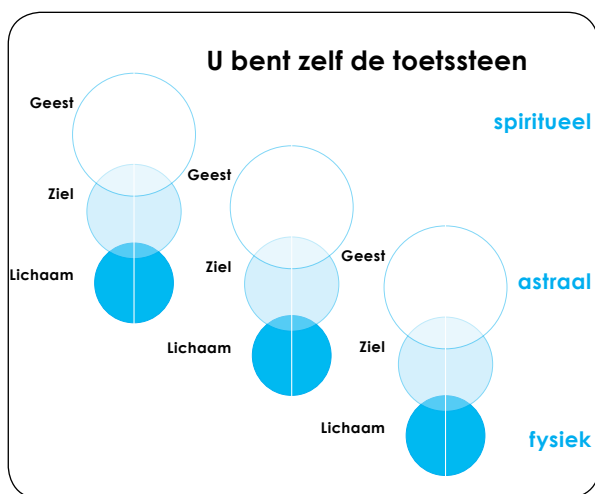 U bent zelf de toetssteen
Geest
spiritueel
Geest
Ziel
Geest
Ziel
Lichaam
astraal
Ziel
Lichaam
Lichaam
fysiek